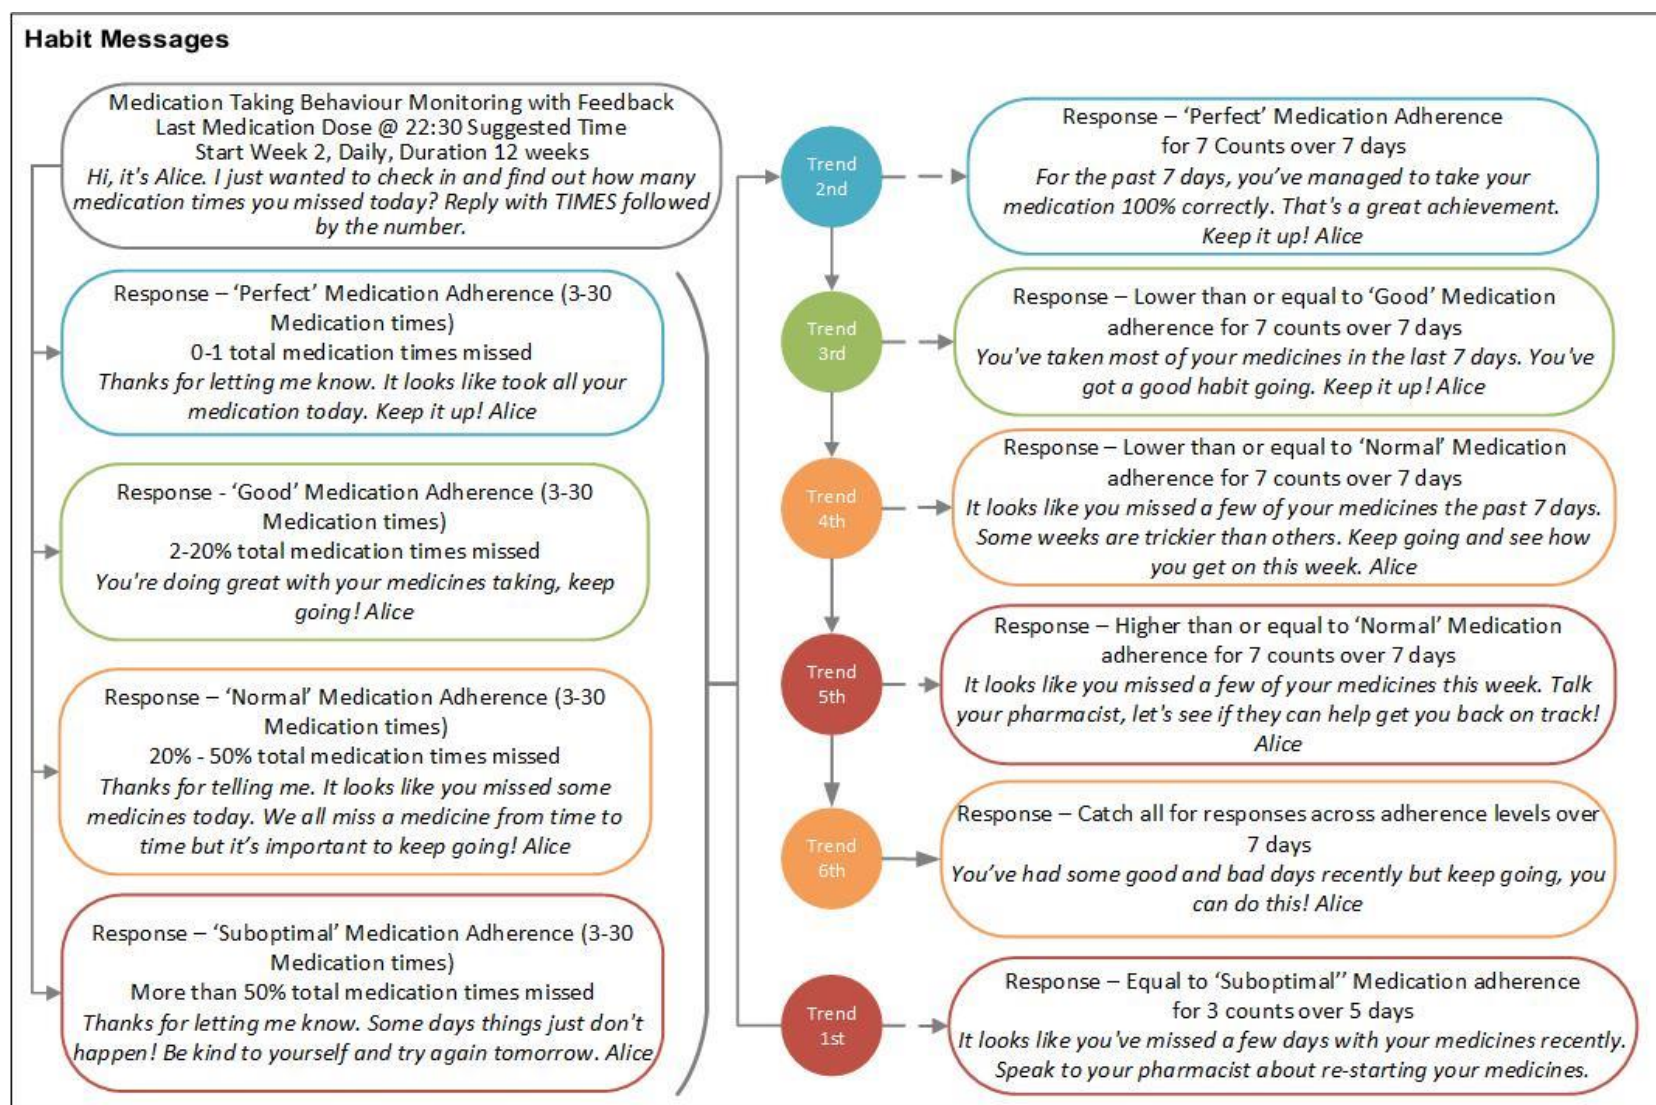 Habit Messages
Medication Taking Behaviour Monitoring with Feedback
Last Medication Dose @ 22:30 Suggested Time
Start Week 2, Daily, Duration 12 weeks
Hi, it's Alice. I just wanted to check in and find out how many
medication times you missed today? Reply with TIMES followed
by the number.
Response – ‘Perfect’ Medication Adherence (3-30
Medication times)
0-1 total medication times missed
Thanks for letting me know. It looks like took all your
medication today. Keep it up! Alice
Response - ‘Good’ Medication Adherence (3-30
Medication times)
2-20% total medication times missed
You're doing great with your medicines taking, keep
going! Alice
Response – ‘Normal’ Medication Adherence (3-30
Medication times)
20% - 50% total medication times missed
Thanks for telling me. It looks like you missed some
medicines today. We all miss a medicine from time to
time but it’s important to keep going! Alice
Response – ‘Suboptimal’ Medication Adherence (3-30
Medication times)
More than 50% total medication times missed
Thanks for letting me know. Some days things just don't
happen! Be kind to yourself and try again tomorrow. Alice
Trend
2nd
Response – ‘Perfect’ Medication Adherence
for 7 Counts over 7 days
For the past 7 days, you’ve managed to take your
medication 100% correctly. That's a great achievement.
Keep it up! Alice
Trend
3rd
Response – Lower than or equal to ‘Good’ Medication
adherence for 7 counts over 7 days
You've taken most of your medicines in the last 7 days. You've
got a good habit going. Keep it up! Alice
Trend
4th
Response – Lower than or equal to ‘Normal’ Medication
adherence for 7 counts over 7 days
It looks like you missed a few of your medicines the past 7 days.
Some weeks are trickier than others. Keep going and see how
you get on this week. Alice
Trend
5th
Response – Higher than or equal to ‘Normal’ Medication
adherence for 7 counts over 7 days
It looks like you missed a few of your medicines this week. Talk
your pharmacist, let's see if they can help get you back on track!
Alice
Trend
6th
Response – Catch all for responses across adherence levels over
7 days
You’ve had some good and bad days recently but keep going, you
can do this! Alice
Trend
1st
Response – Equal to ‘Suboptimal’’ Medication adherence
for 3 counts over 5 days
It looks like you've missed a few days with your medicines recently.
Speak to your pharmacist about re-starting your medicines.